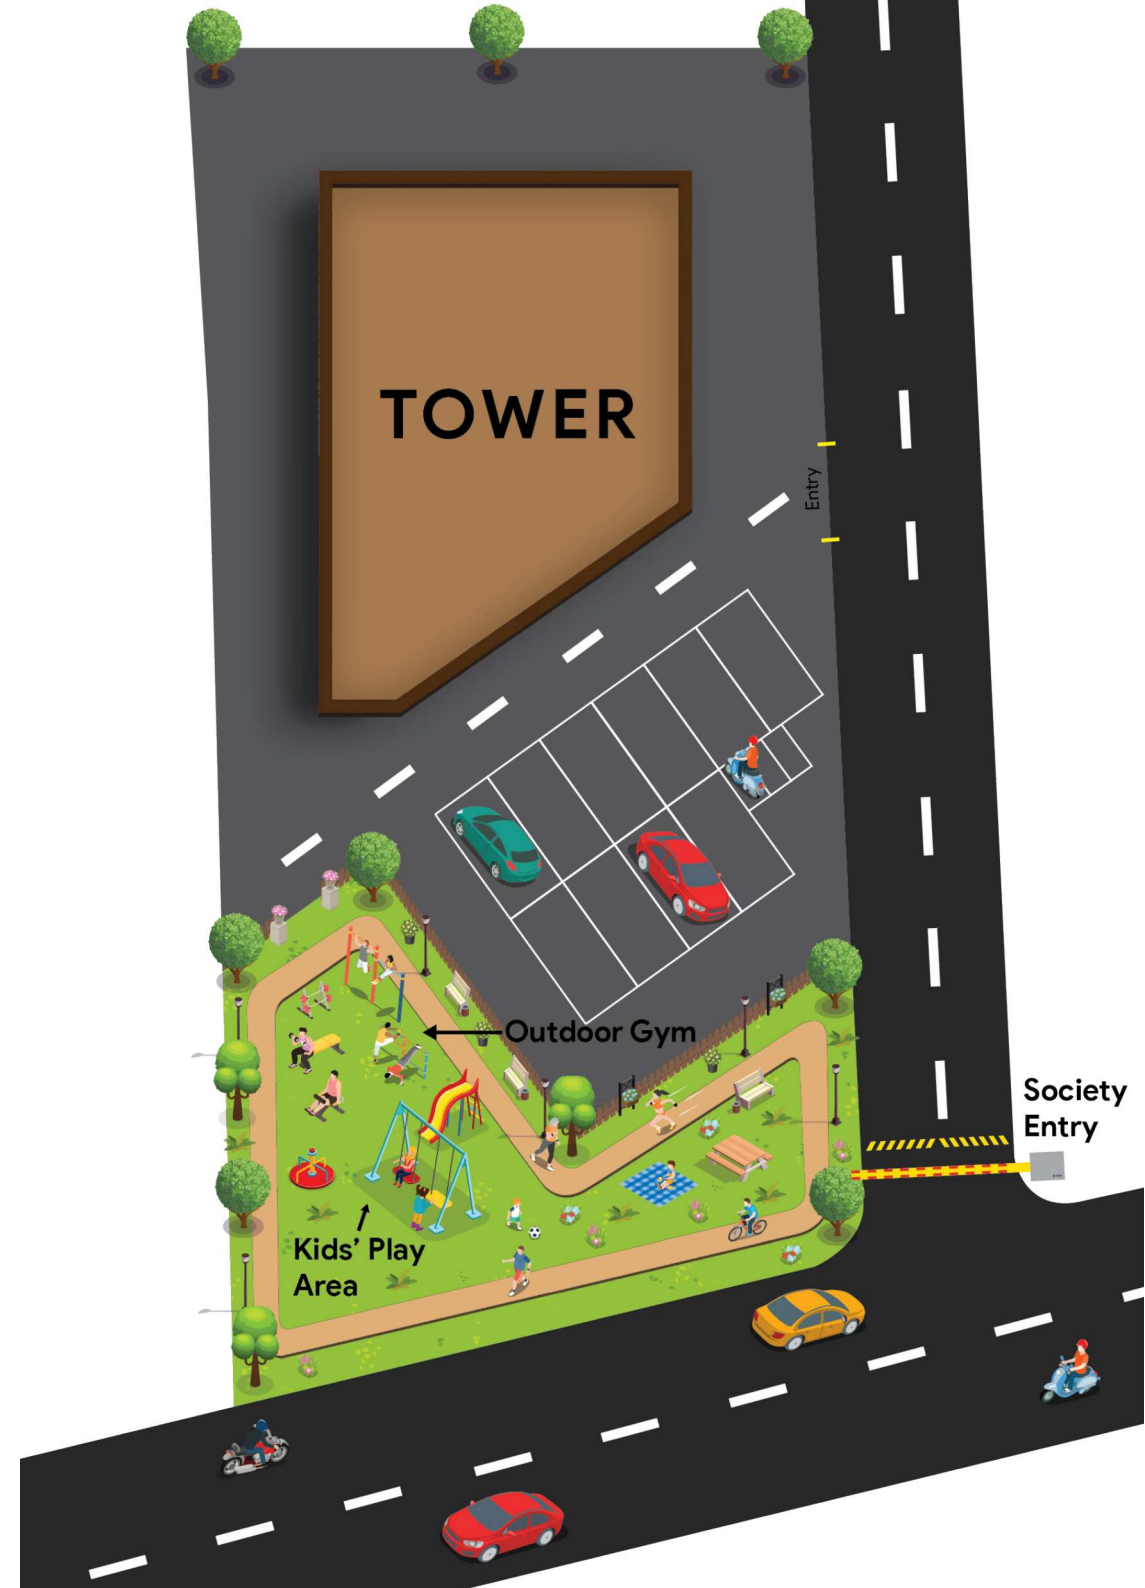 TOWER
Entry
Outdoor Gym
Society
Entry
Kids’ Play
Area